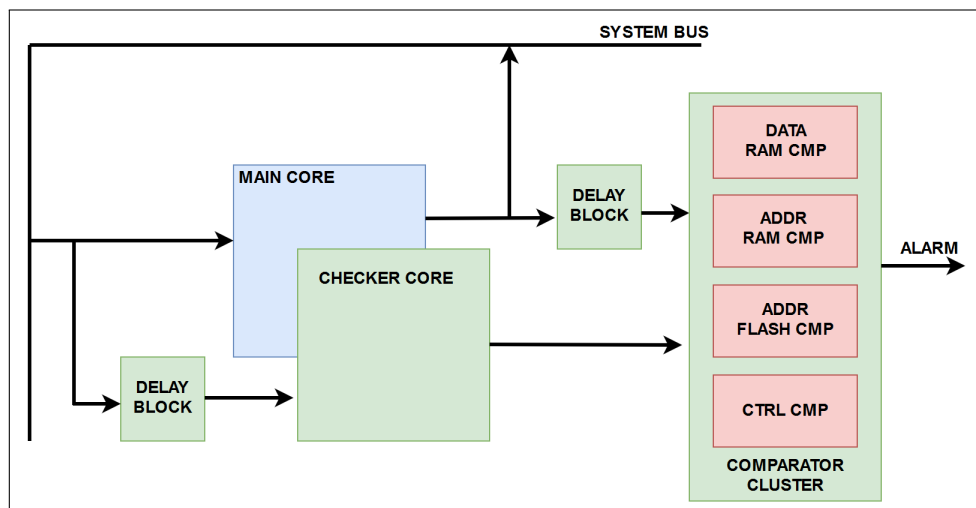 SYSTEM BUS
DATA
RAM CMP
MAIN CORE
DELAY
BLOCK
ADDR
RAM CMP
ALARM
CHECKER CORE
ADDR
FLASH CMP
DELAY
BLOCK
CTRL CMP
COMPARATOR
CLUSTER